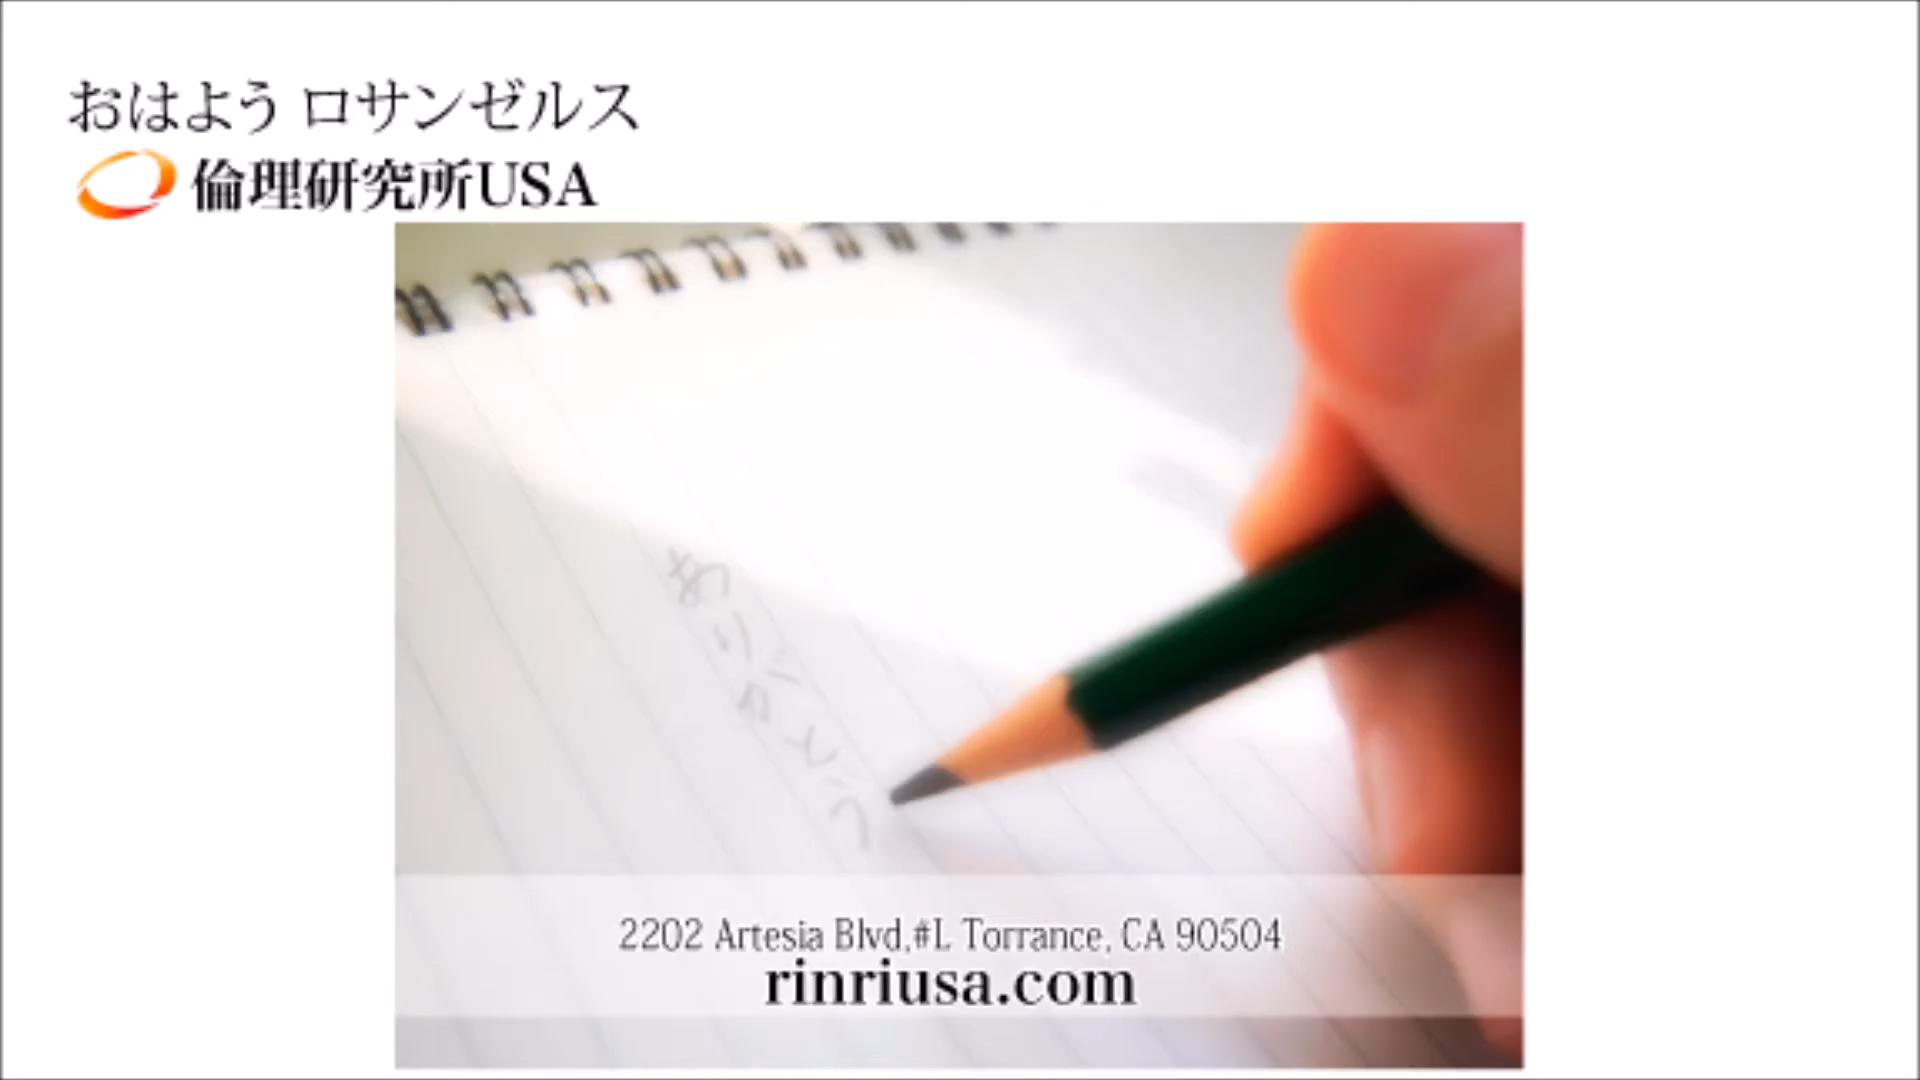 おはよう ロサンゼルス
倫理研究所USA
ありがとう
2202 Artesia Blvd,#L Torrance, CA 90504
rinriusa.com